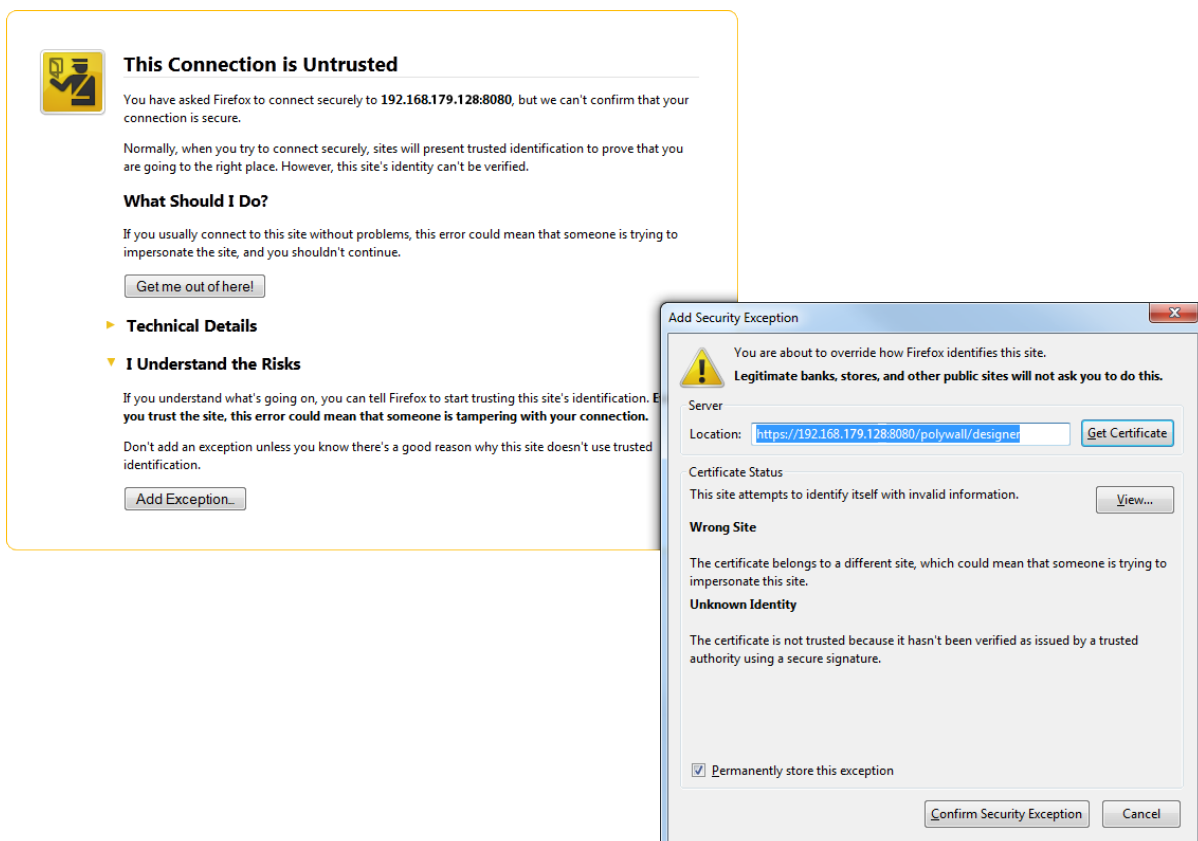 This Connection is Untrusted
You have asked Firefox to connect securely to 192.168.179.128:8080, but we can't confirm that your
connection is secure.
Normally, when you try to connect securely, sites will present trusted identification to prove that you
are going to the right place. However, this site's identity can't be verified.
What Should I Do?
If you usually connect to this site without problems, this error could mean that someone is trying to
impersonate the site, and you shouldn't continue.
Get me out of here!
Technical Details
I Understand the Risks
If you understand what's going on, you can tell Firefox to start trusting this site's identification.
you trust the site, this error could mean that someone is tampering with your connection.
Don't add an exception unless you know there's a good reason why this site doesn't use trusted
identification.
Add Exception...
Add Security Exception
You are about to override how Firefox identifies this site.
Legitimate banks, stores, and other public sites will not ask you to do this.
Server
Location: https://192.168.179.128:8080/polywall/designer Get Certificate
Certificate Status
This site attempts to identify itself with invalid information.
View...
Wrong Site
The certificate belongs to a different site, which could mean that someone is trying to
impersonate this site.
Unknown Identity
The certificate is not trusted because it hasn't been verified as issued by a trusted
authority using a secure signature.
Permanently store this exception
Confirm Security Exception Cancel